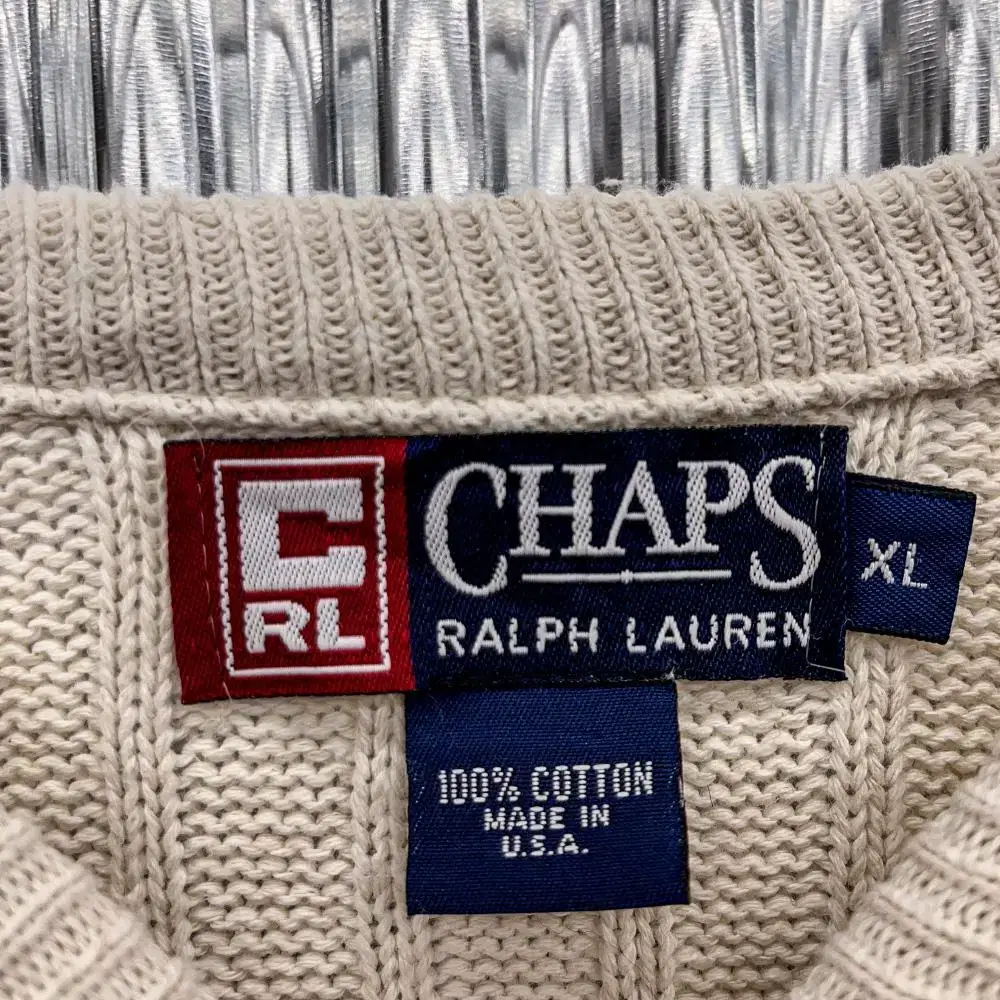 C
RL
CHAPS
RALPH LAUREN
XL
100% COTTON
MADE IN
U.S.A.